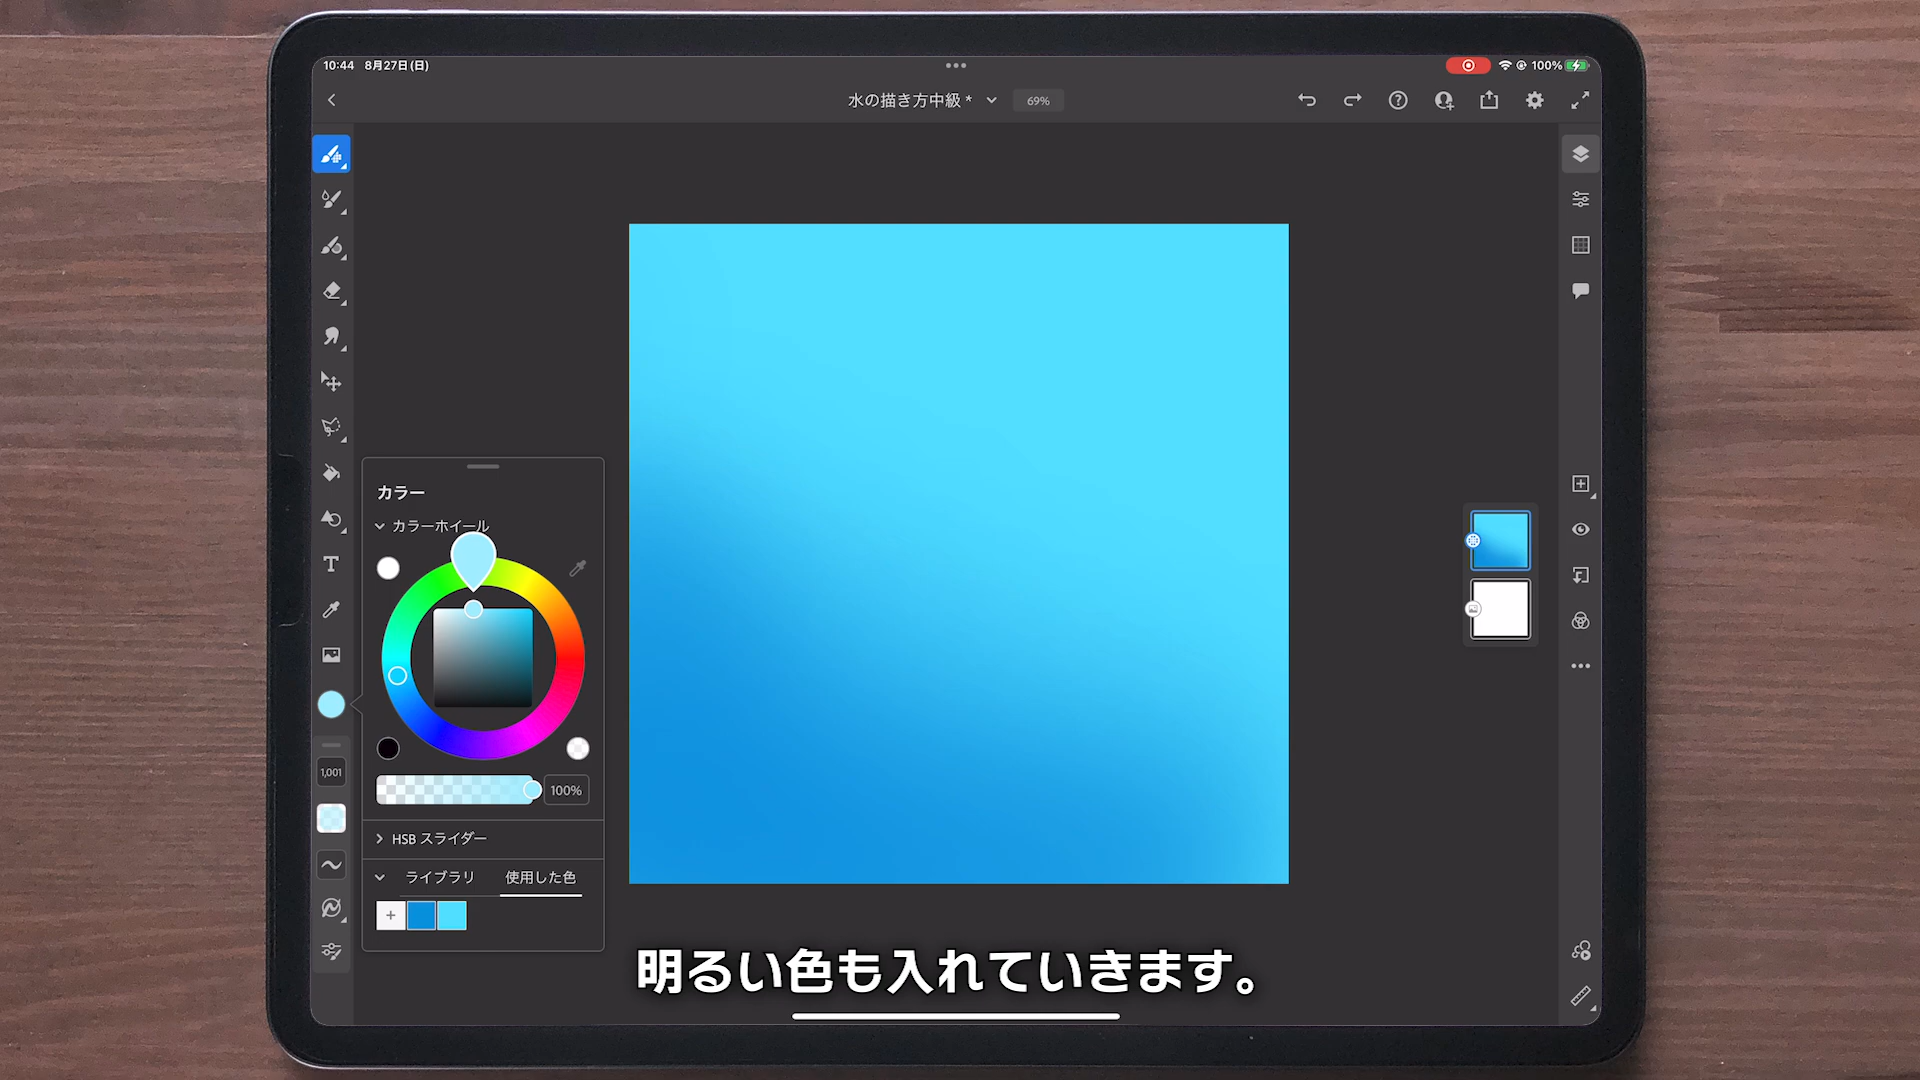 10:44 8月27日(日)
100%
水の描き方中級 *
69%
カラー
カラーホイール
T
1,001
100%
HSB スライダー
ライブラリ 使用した色
+
明るい色も入れていきます。